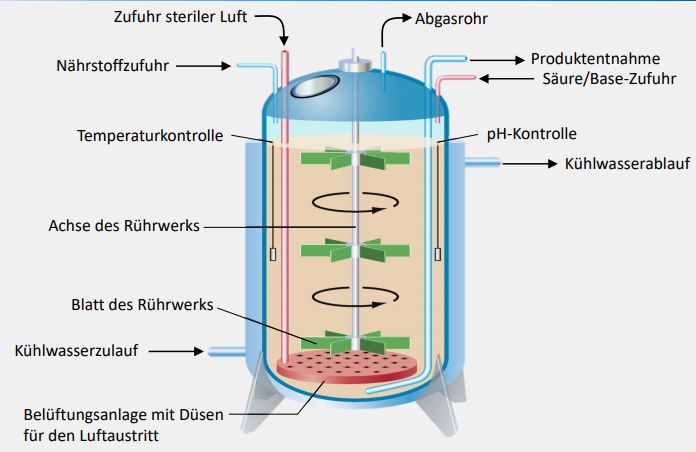 Zufuhr steriler Luft
Abgasrohr
Nährstoffzufuhr
Produktentnahme
Säure/Base-Zufuhr
Temperaturkontrolle
pH-Kontrolle
Kühlwasserablauf
Achse des Rührwerks
Blatt des Rührwerks
Kühlwasserzulauf
Belüftungsanlage mit Düsen
für den Luftaustritt